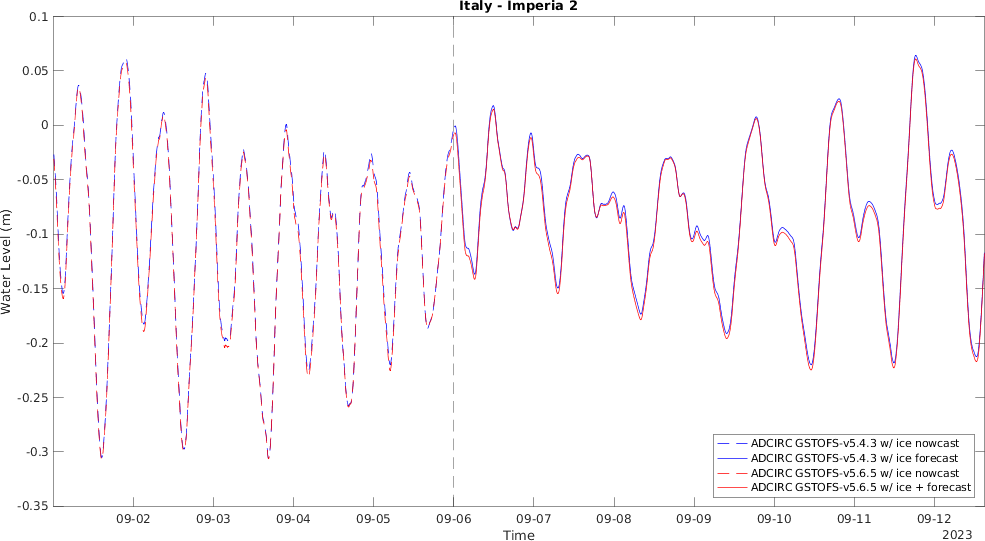 Italy - Imperia 2
Water Level (m)
0.1
0.05
0
-0.05
-0.1
-0.15
-0.2
-0.25
-0.3
-0.35
ADCIRC GSTOFS-v5.4.3 w/ ice nowcast
ADCIRC GSTOFS-v5.4.3 w/ ice forecast
ADCIRC GSTOFS-v5.6.5 w/ ice nowcast
ADCIRC GSTOFS-v5.6.5 w/ ice + forecast
09-02 09-03 09-04 09-05 09-06 09-07 09-08 09-09 09-10 09-11 09-12
Time
2023